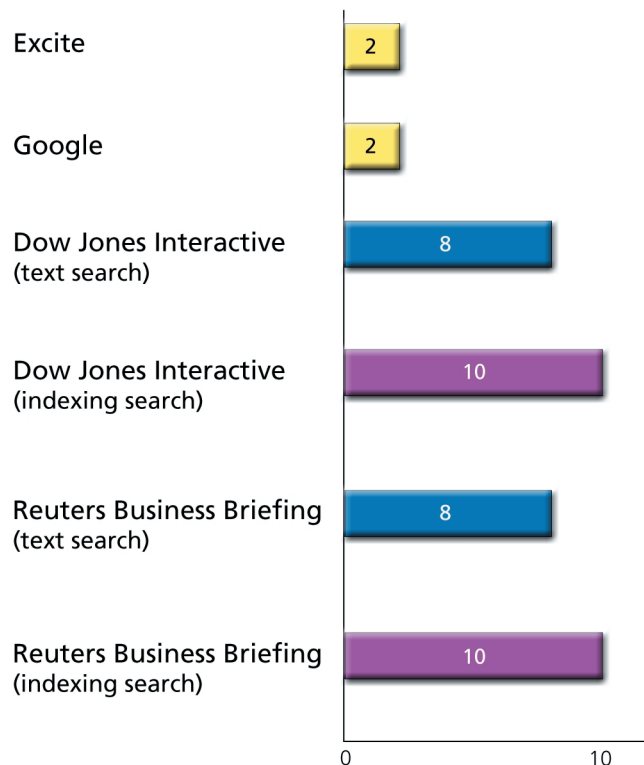 Excite
2
Google
2
Dow Jones Interactive
(text search)
8
Dow Jones Interactive
(indexing search)
10
Reuters Business Briefing
(text search)
8
Reuters Business Briefing
(indexing search)
10
0 10